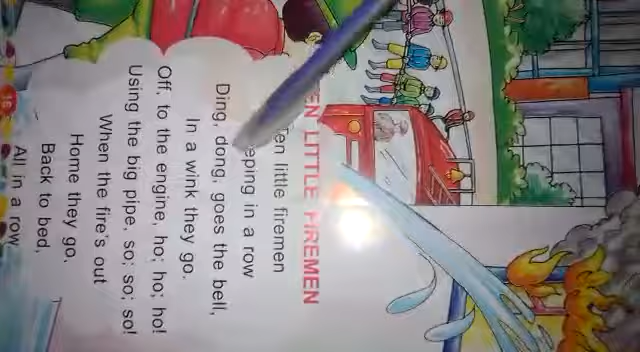 EN LITTLE FIREMEN
en little firemen
eping in a row
Ding, dong, goes the bell,
In a wink they go.
Off, to the engine, ho; ho; ho!
Using the big pipe, so; so; so!
When the fire's out
Home they go,
Back to bed,
All in a row